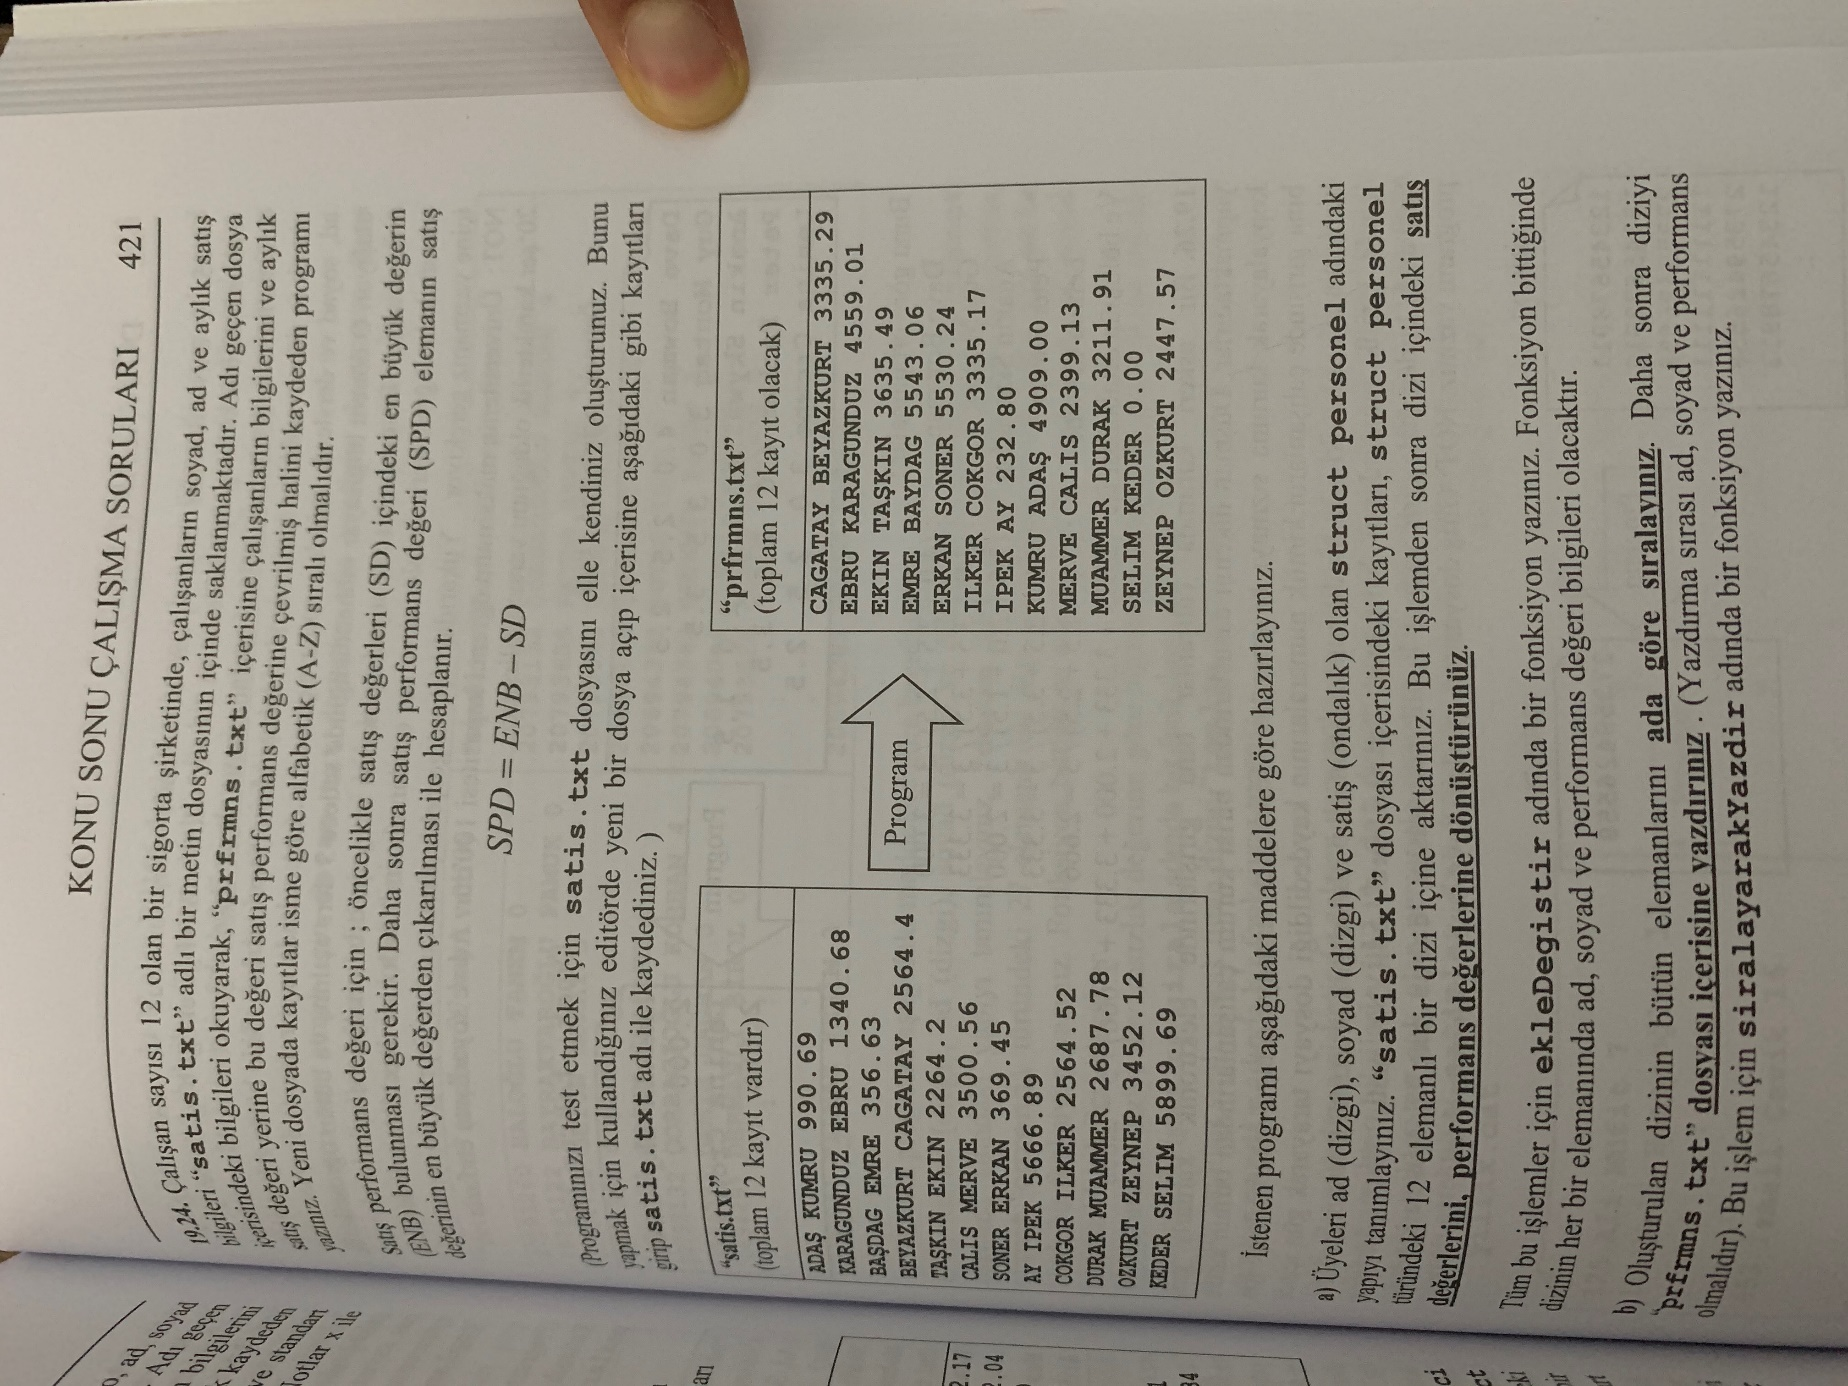 KONU SONU ÇALIŞMA SORULARI 421
19.24. Çalışan sayısı 12 olan bir sigorta şirketinde, çalışanların soyad, ad ve aylık satış
bilgileri "satis.txt" adlı bir metin dosyasının içinde saklanmaktadır. Adı geçen dosya
içerisindeki bilgileri okuyarak, "prfrmns.txt" içerisine çalışanların bilgilerini ve aylık
satış değeri yerine bu değeri satış performans değerine çevrilmiş halini kaydeden programı
yazınız. Yeni dosyada kayıtlar isme göre alfabetik (A-Z) sıralı olmalıdır.
Satış performans değeri için ; öncelikle satış değerleri (SD) içindeki en büyük değerin
(ENB) bulunması gerekir. Daha sonra satış performans değeri (SPD) elemanın satış
değerinin en büyük değerden çıkarılması ile hesaplanır.
SPD = ENB – SD
(Programınızı test etmek için satis.txt dosyasını elle kendiniz oluşturunuz. Bunu
yapmak için kullandığınız editörde yeni bir dosya açıp içerisine aşağıdaki gibi kayıtları
girip satis.txt adı ile kaydediniz. )
"satis.txt"
(toplam 12 kayıt vardır)
ADAŞ KUMRU 990.69
KARAGUNDUZ EBRU 1340.68
BAŞDAG EMRE 356.63
BEYAZKURT CAGATAY 2564.4
TAŞKIN EKIN 2264.2
CALIS MERVE 3500.56
SONER ERKAN 369.45
AY IPEK 5666.89
COKGOR ILKER 2564.52
DURAK MUAMMER 2687.78
OZKURT ZEYNEP 3452.12
KEDER SELIM 5899.69
Program
"prfrmns.txt"
(toplam 12 kayıt olacak)
CAGATAY BEYAZKURT 3335.29
EBRU KARAGUNDUZ 4559.01
EKIN TAŞKIN 3635.49
EMRE BAYDAG 5543.06
ERKAN SONER 5530.24
ILKER COKGOR 3335.17
IPEK AY 232.80
KUMRU ADAŞ 4909.00
MERVE CALIS 2399.13
MUAMMER DURAK 3211.91
SELIM KEDER 0.00
ZEYNEP OZKURT 2447.57
İstenen programı aşağıdaki maddelere göre hazırlayınız.
a) Üyeleri ad (dizgi), soyad (dizgi) ve satiş (ondalık) olan struct personel adındaki
yapıyı tanımlayınız. "satis.txt" dosyası içerisindeki kayıtları, struct personel
türündeki 12 elemanlı bir dizi içine aktarınız. Bu işlemden sonra dizi içindeki satış
değerlerini, performans değerlerine dönüştürünüz.
Tüm bu işlemler için ekleDegistir adında bir fonksiyon yazınız. Fonksiyon bittiğinde
dizinin her bir elemanında ad, soyad ve performans değeri bilgileri olacaktır.
b) Oluşturulan dizinin bütün elemanlarını ada göre sıralayınız. Daha sonra diziyi
"prfrmns.txt" dosyası içerisine yazdırınız . (Yazdırma sırası ad, soyad ve performans
olmalıdır). Bu işlem için siralayarakYazdir adında bir fonksiyon yazınız.
o, ad, soyad
Adı geçen
bilgilerini
kaydeden
ve standart
lotlar x ile
2.17
2.04